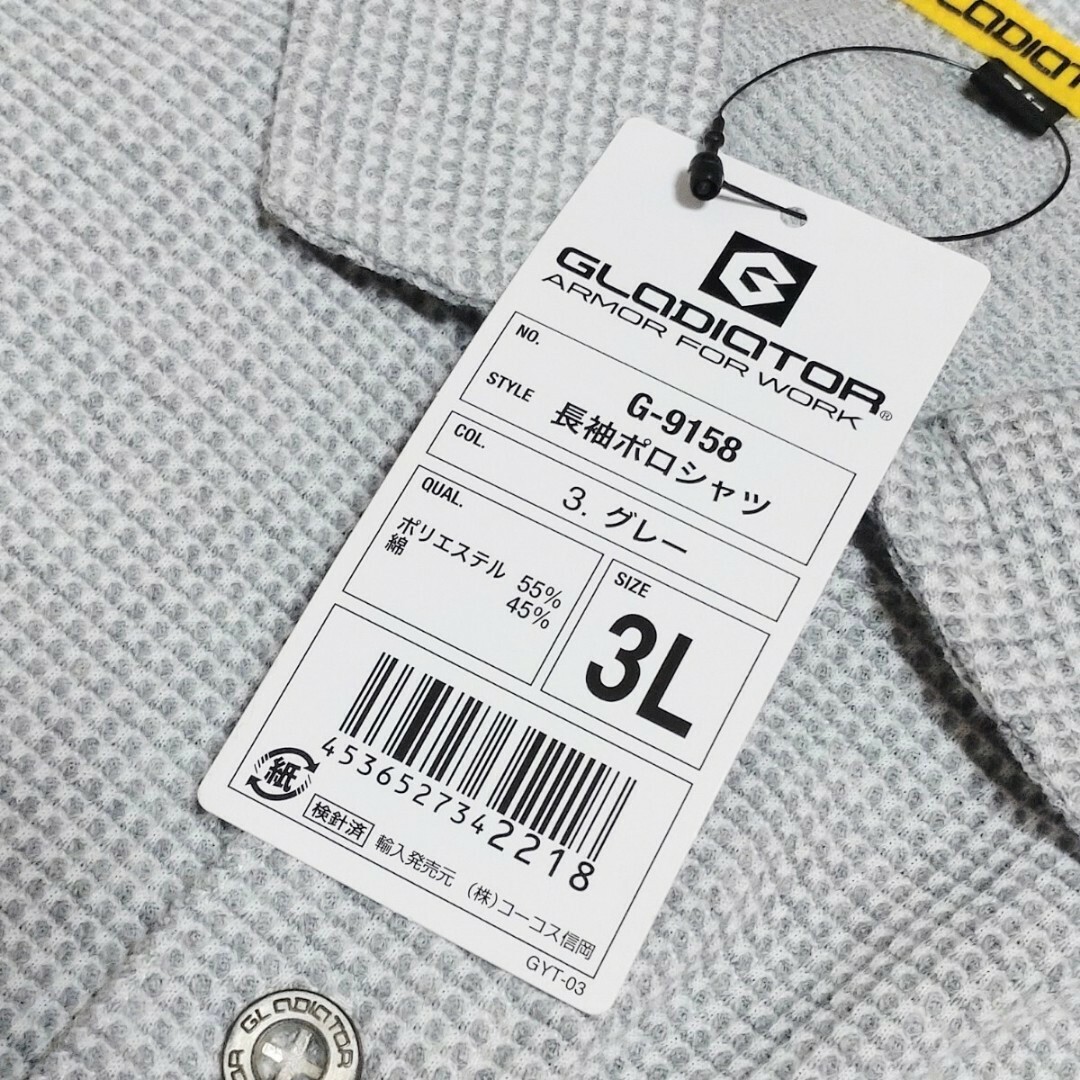 GLADIATOR
G
GLADIATOR®
ARMOR FOR WORK
NO.
G-9158
STYLE
長袖ポロシャツ
COL.
3. グレー
QUAL.
ポリエステル 55%
綿 45%
SIZE
3L
4536527342218
紙
検針済 輸入発売元 (株)コーコス信岡
GYT-03
GLADIATOR